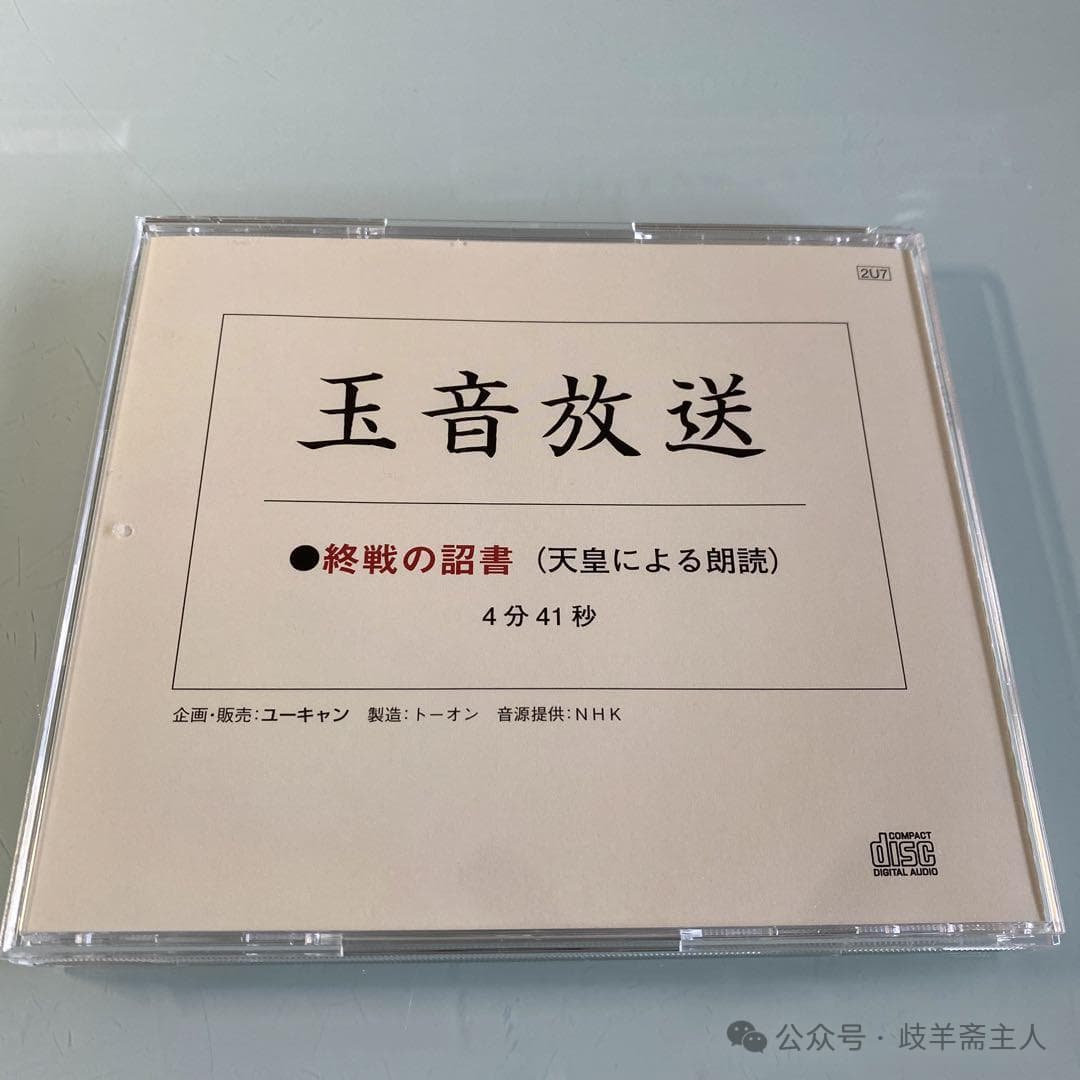 2U7
玉音放送
●終戦の詔書（天皇による朗読）
4分41秒
企画・販売：ユーキャン 製造：トーオン 音源提供：NHK
COMPACT
disc
DIGITAL AUDIO
公众号・歧羊斋主人